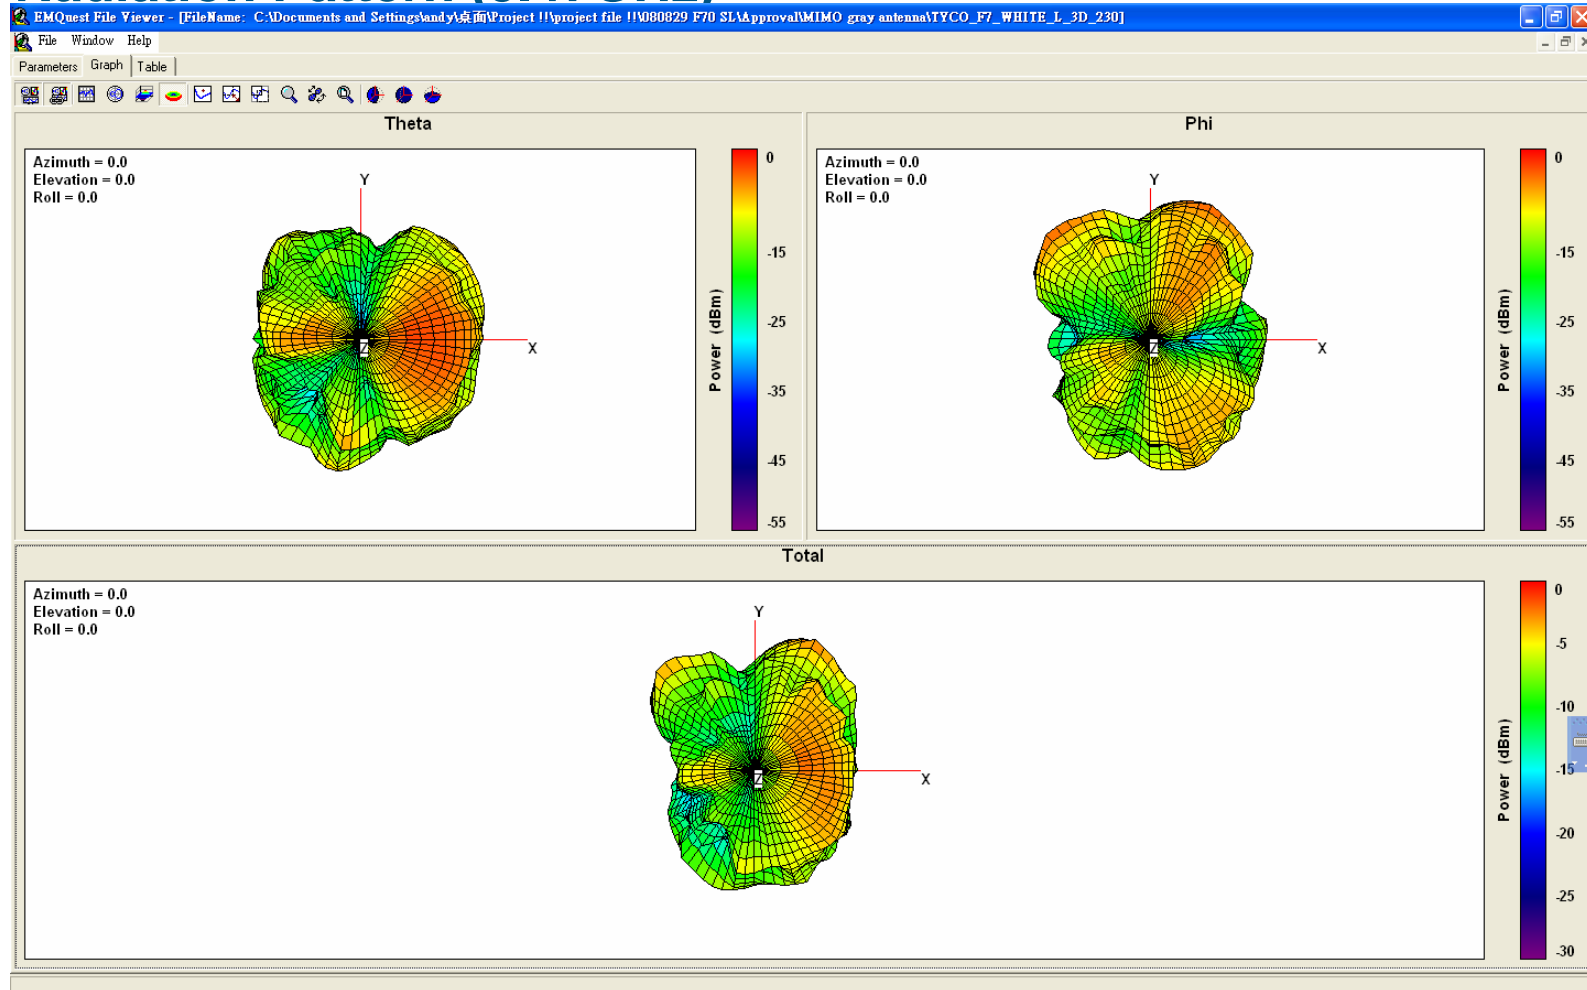 EMQuest File Viewer - [FileName: C:\Documents and Settings\andy\桌面\Project !!\project file !!\080829 F70 SL\Approval\MIMO gray antenna\TYCO_F7_WHITE_L_3D_230]
File Window Help
Parameters Graph Table
Theta
Azimuth = 0.0
Elevation = 0.0
Roll = 0.0
Y
X
Z
0
-15
-25
-35
-45
-55
Power (dBm)
Phi
Azimuth = 0.0
Elevation = 0.0
Roll = 0.0
Y
X
Z
0
-15
-25
-35
-45
-55
Power (dBm)
Total
Azimuth = 0.0
Elevation = 0.0
Roll = 0.0
Y
X
Z
0
-5
-10
-15
-20
-25
-30
Power (dBm)